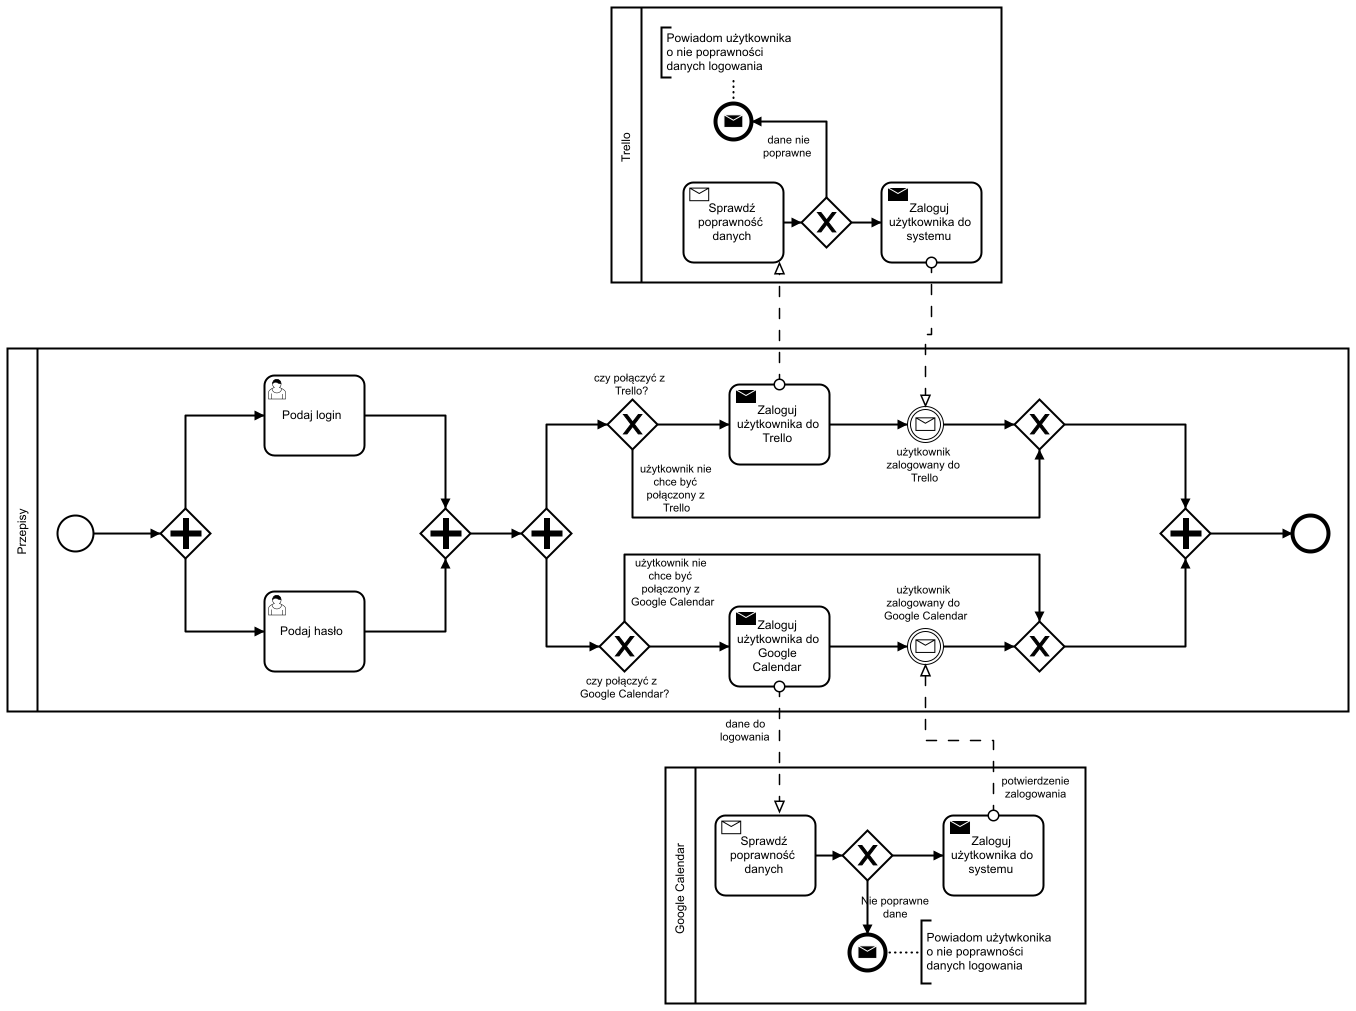 Trello
Powiadom użytkownika
o nie poprawności
danych logowania
dane nie
poprawne
Sprawdź
poprawność
danych
Zaloguj
użytkownika do
systemu
Przepisy
Podaj login
Podaj hasło
czy połączyć z
Trello?
użytkownik nie
chce być
połączony z
Trello
Zaloguj
użytkownika do
Trello
użytkownik
zalogowany do
Trello
użytkownik nie
chce być
połączony z
Google Calendar
czy połączyć z
Google Calendar?
Zaloguj
użytkownika do
Google
Calendar
użytkownik
zalogowany do
Google Calendar
dane do
logowania
potwierdzenie
zalogowania
Google Calendar
Sprawdź
poprawność
danych
Zaloguj
użytkownika do
systemu
Nie poprawne
dane
Powiadom użytwkonika
o nie poprawności
danych logowania